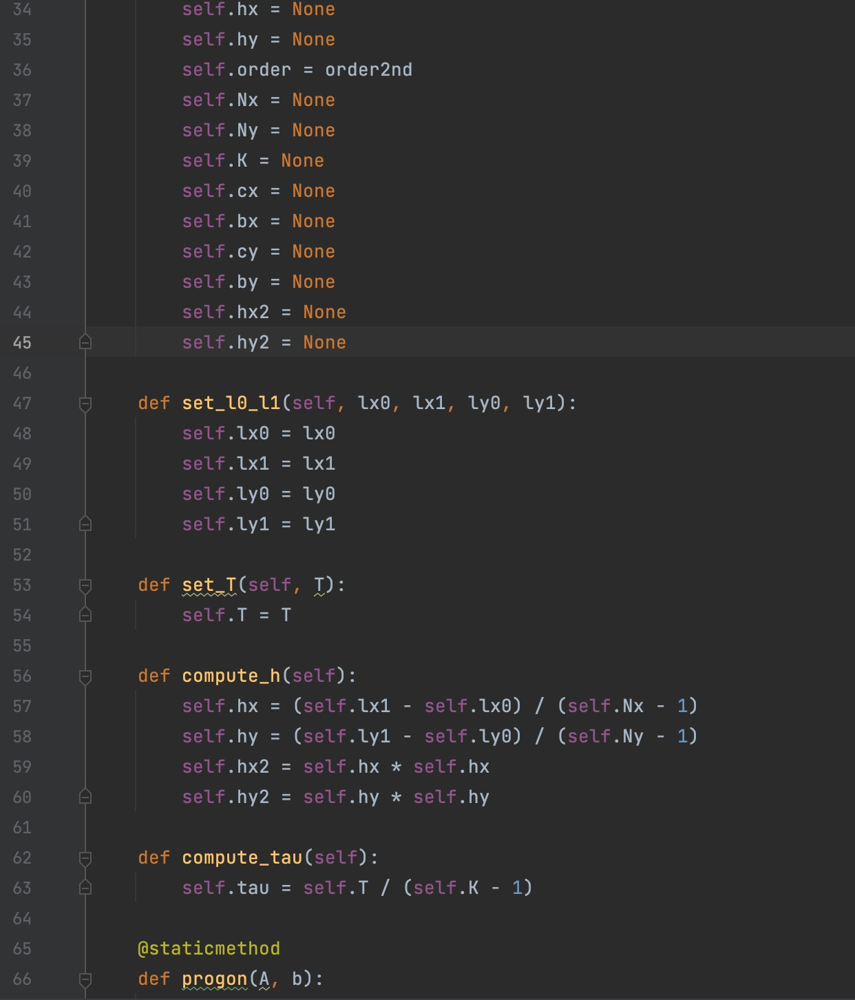 34 self.hx = None
35 self.hy = None
36 self.order = order2nd
37 self.Nx = None
38 self.Ny = None
39 self.K = None
40 self.cx = None
41 self.bx = None
42 self.cy = None
43 self.by = None
44 self.hx2 = None
45 self.hy2 = None
46
47 def set_l0_l1(self, lx0, lx1, ly0, ly1):
48 self.lx0 = lx0
49 self.lx1 = lx1
50 self.ly0 = ly0
51 self.ly1 = ly1
52
53 def set_T(self, T):
54 self.T = T
55
56 def compute_h(self):
57 self.hx = (self.lx1 - self.lx0) / (self.Nx - 1)
58 self.hy = (self.ly1 - self.ly0) / (self.Ny - 1)
59 self.hx2 = self.hx * self.hx
60 self.hy2 = self.hy * self.hy
61
62 def compute_tau(self):
63 self.tau = self.T / (self.K - 1)
64
65 @staticmethod
66 def progon(A, b):